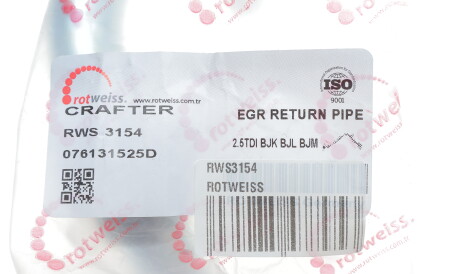 rotweiss.
www.rotweiss.com.tr
CRAFTER
RWS 3154
076131525D
ISO
9001
EGR RETURN PIPE
2.5TDI BJK BJL BJM
RWS3154
ROTWEISS
rotweiss.